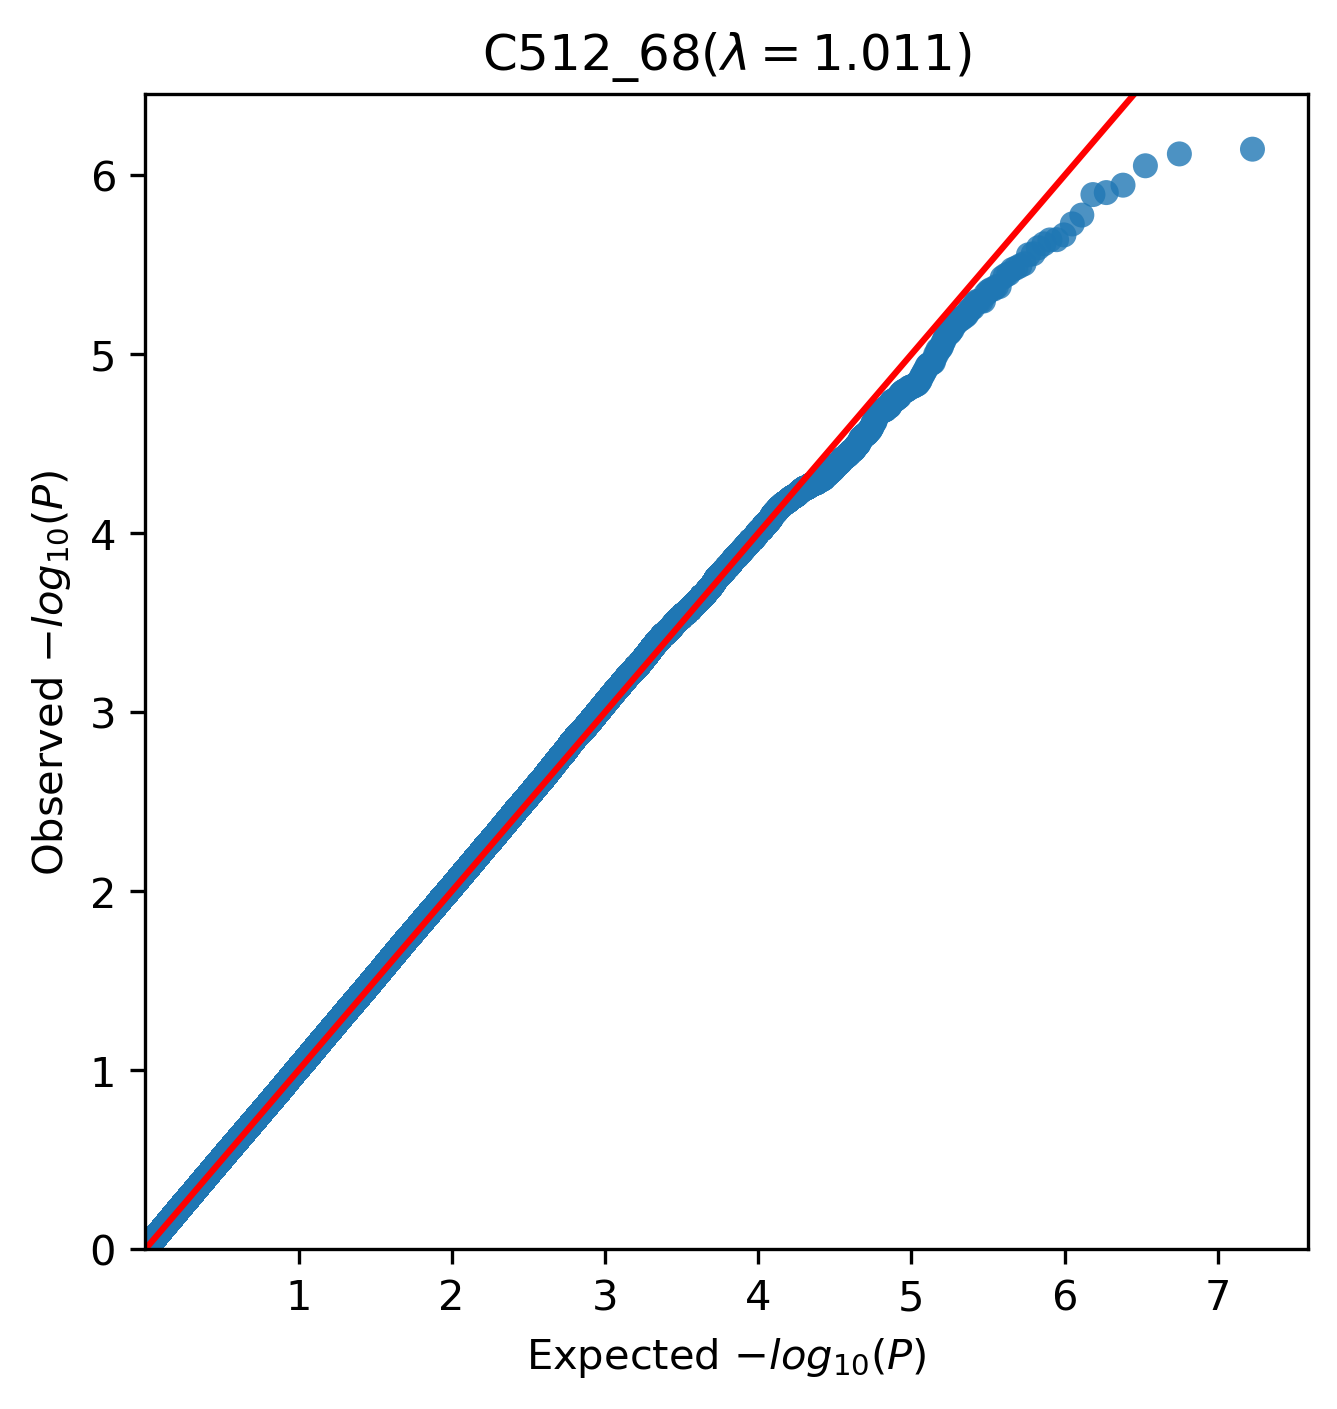 C512_68(λ = 1.011)
Observed −log₁₀(P)
6
5
4
3
2
1
0
1 2 3 4 5 6 7
Expected −log₁₀(P)